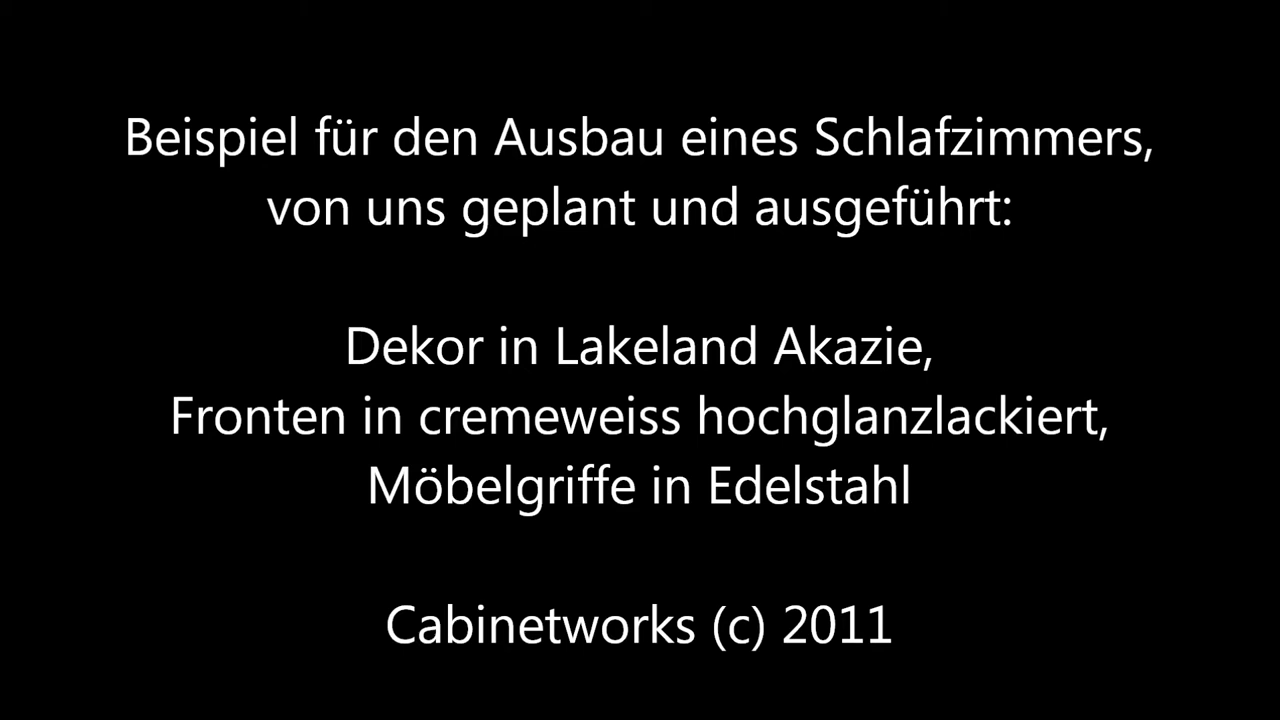 Beispiel für den Ausbau eines Schlafzimmers,
von uns geplant und ausgeführt:
Dekor in Lakeland Akazie,
Fronten in cremeweiss hochglanzlackiert,
Möbelgriffe in Edelstahl
Cabinetworks (c) 2011